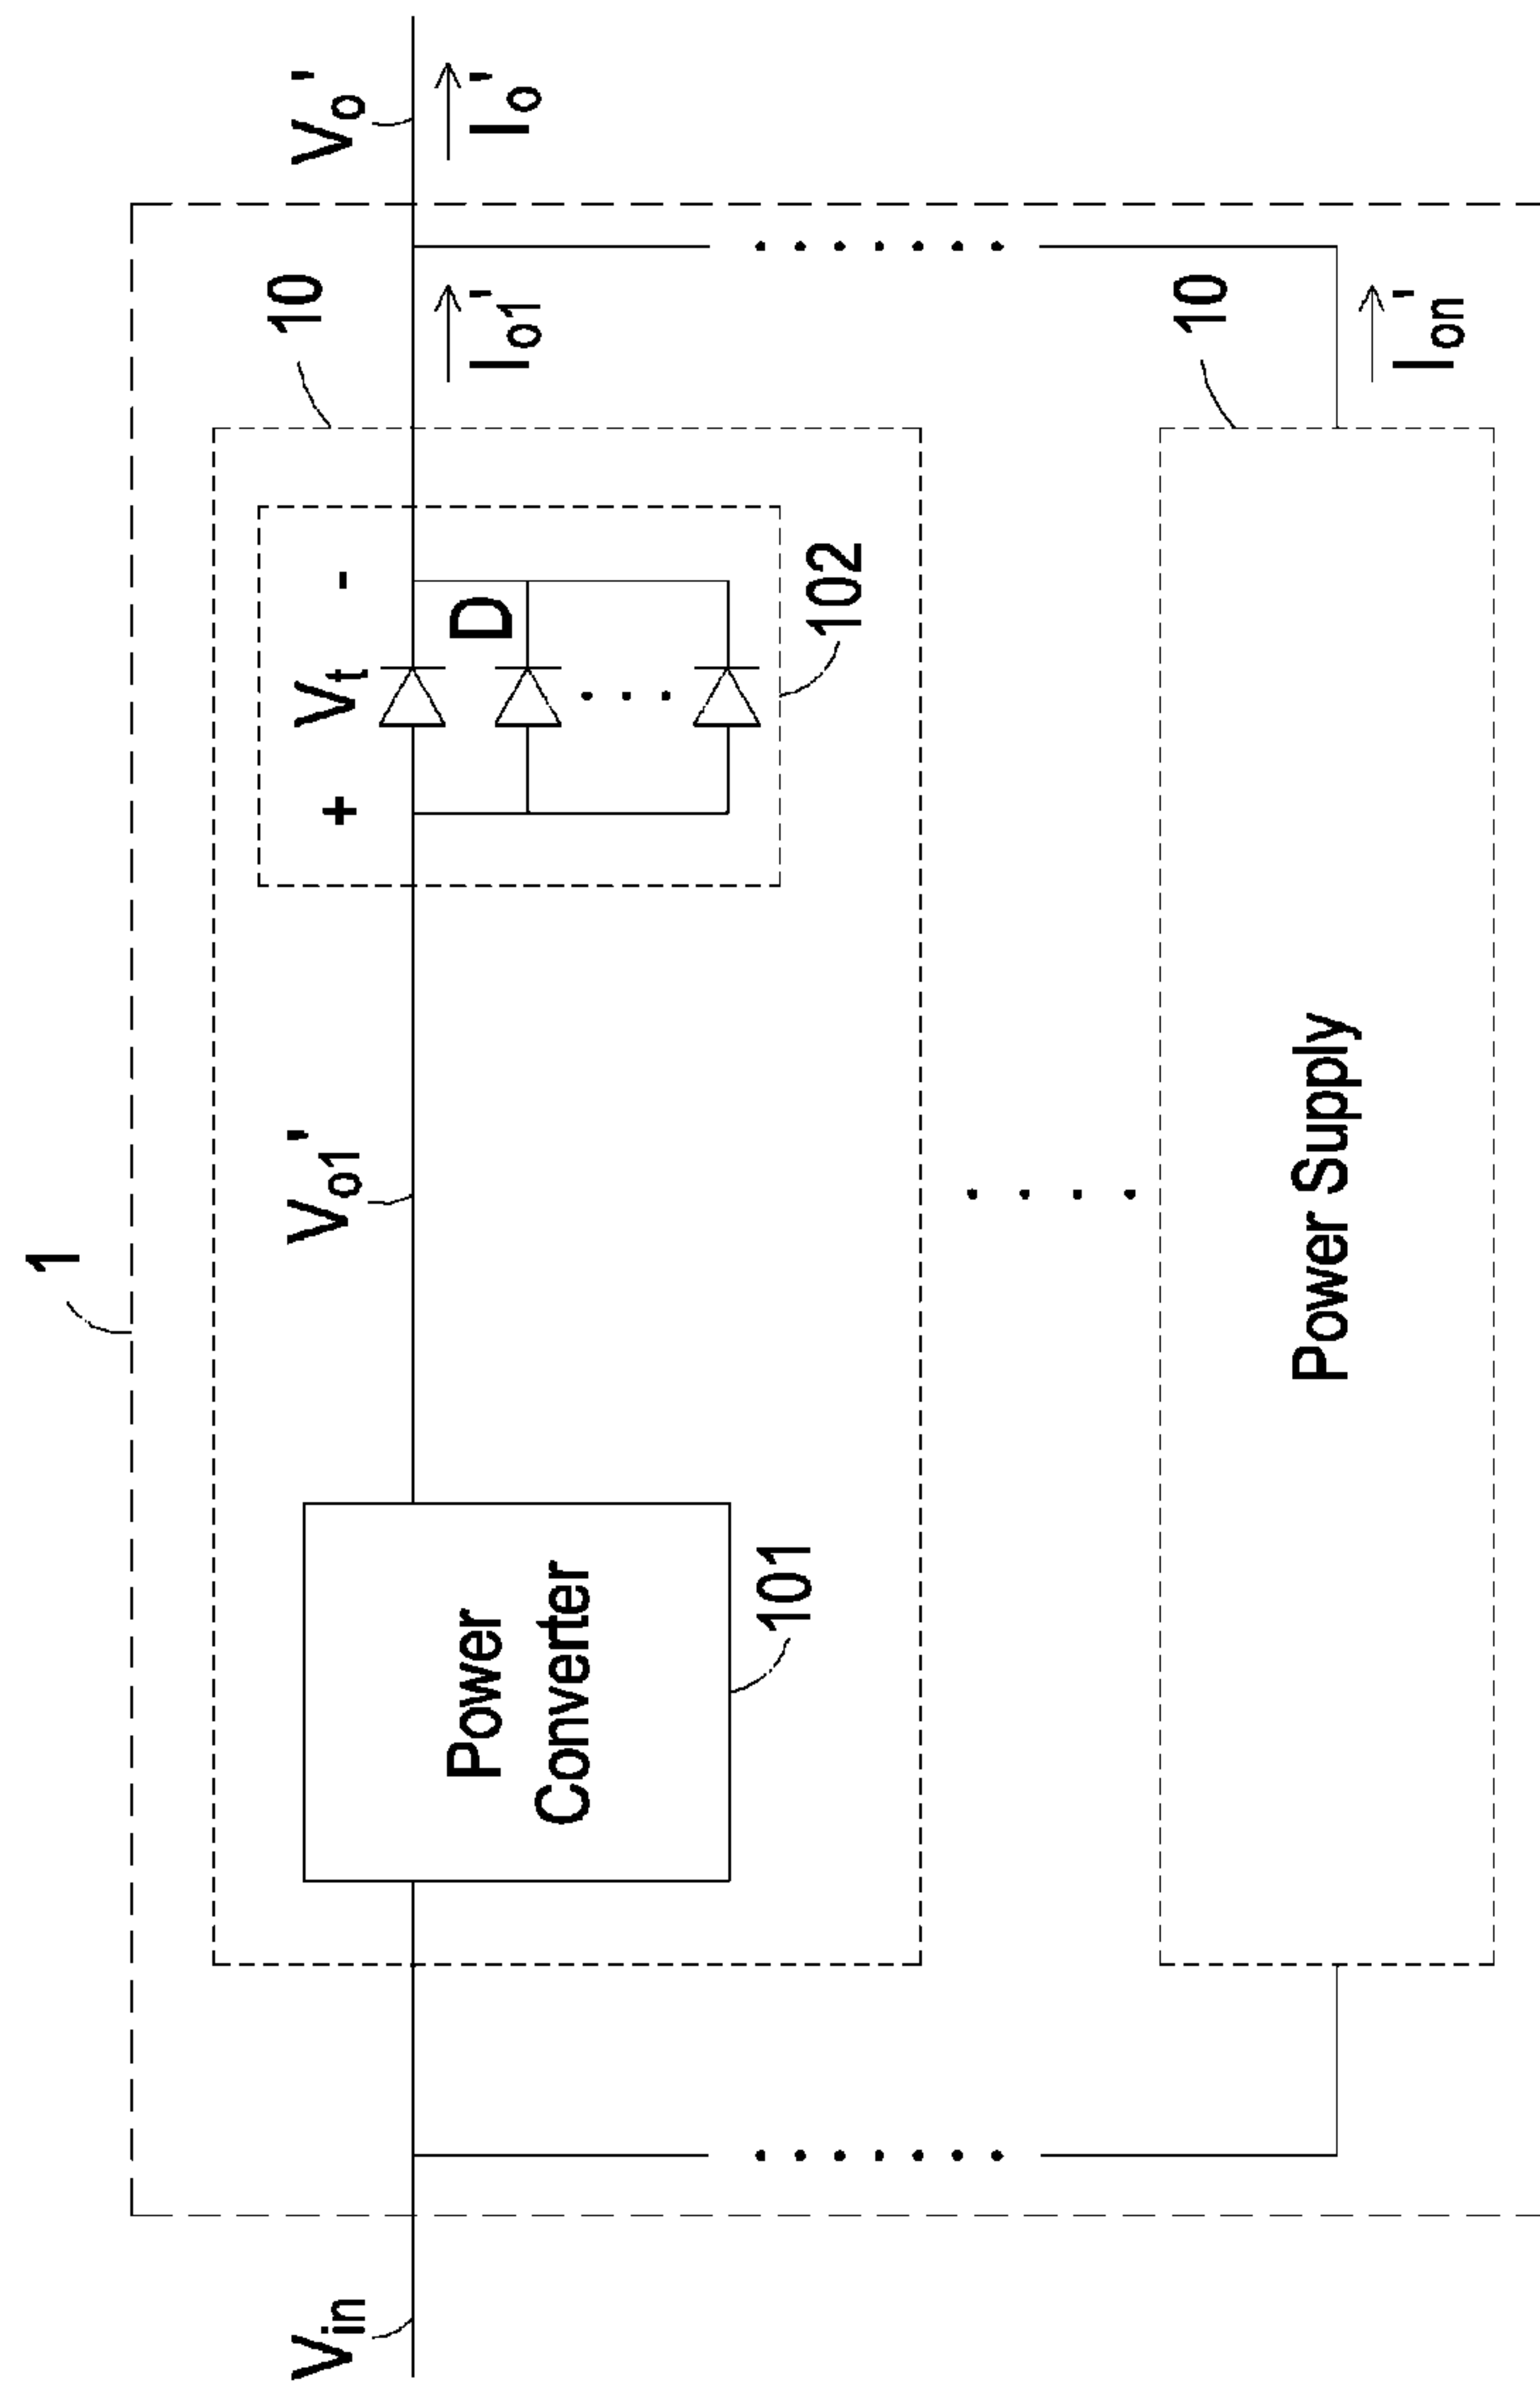 1
Vin
Vo1'
Vo'
+ Vt -
10
Io'
Power
Converter
D
Io1'
101
102
10
Power Supply
Ion'